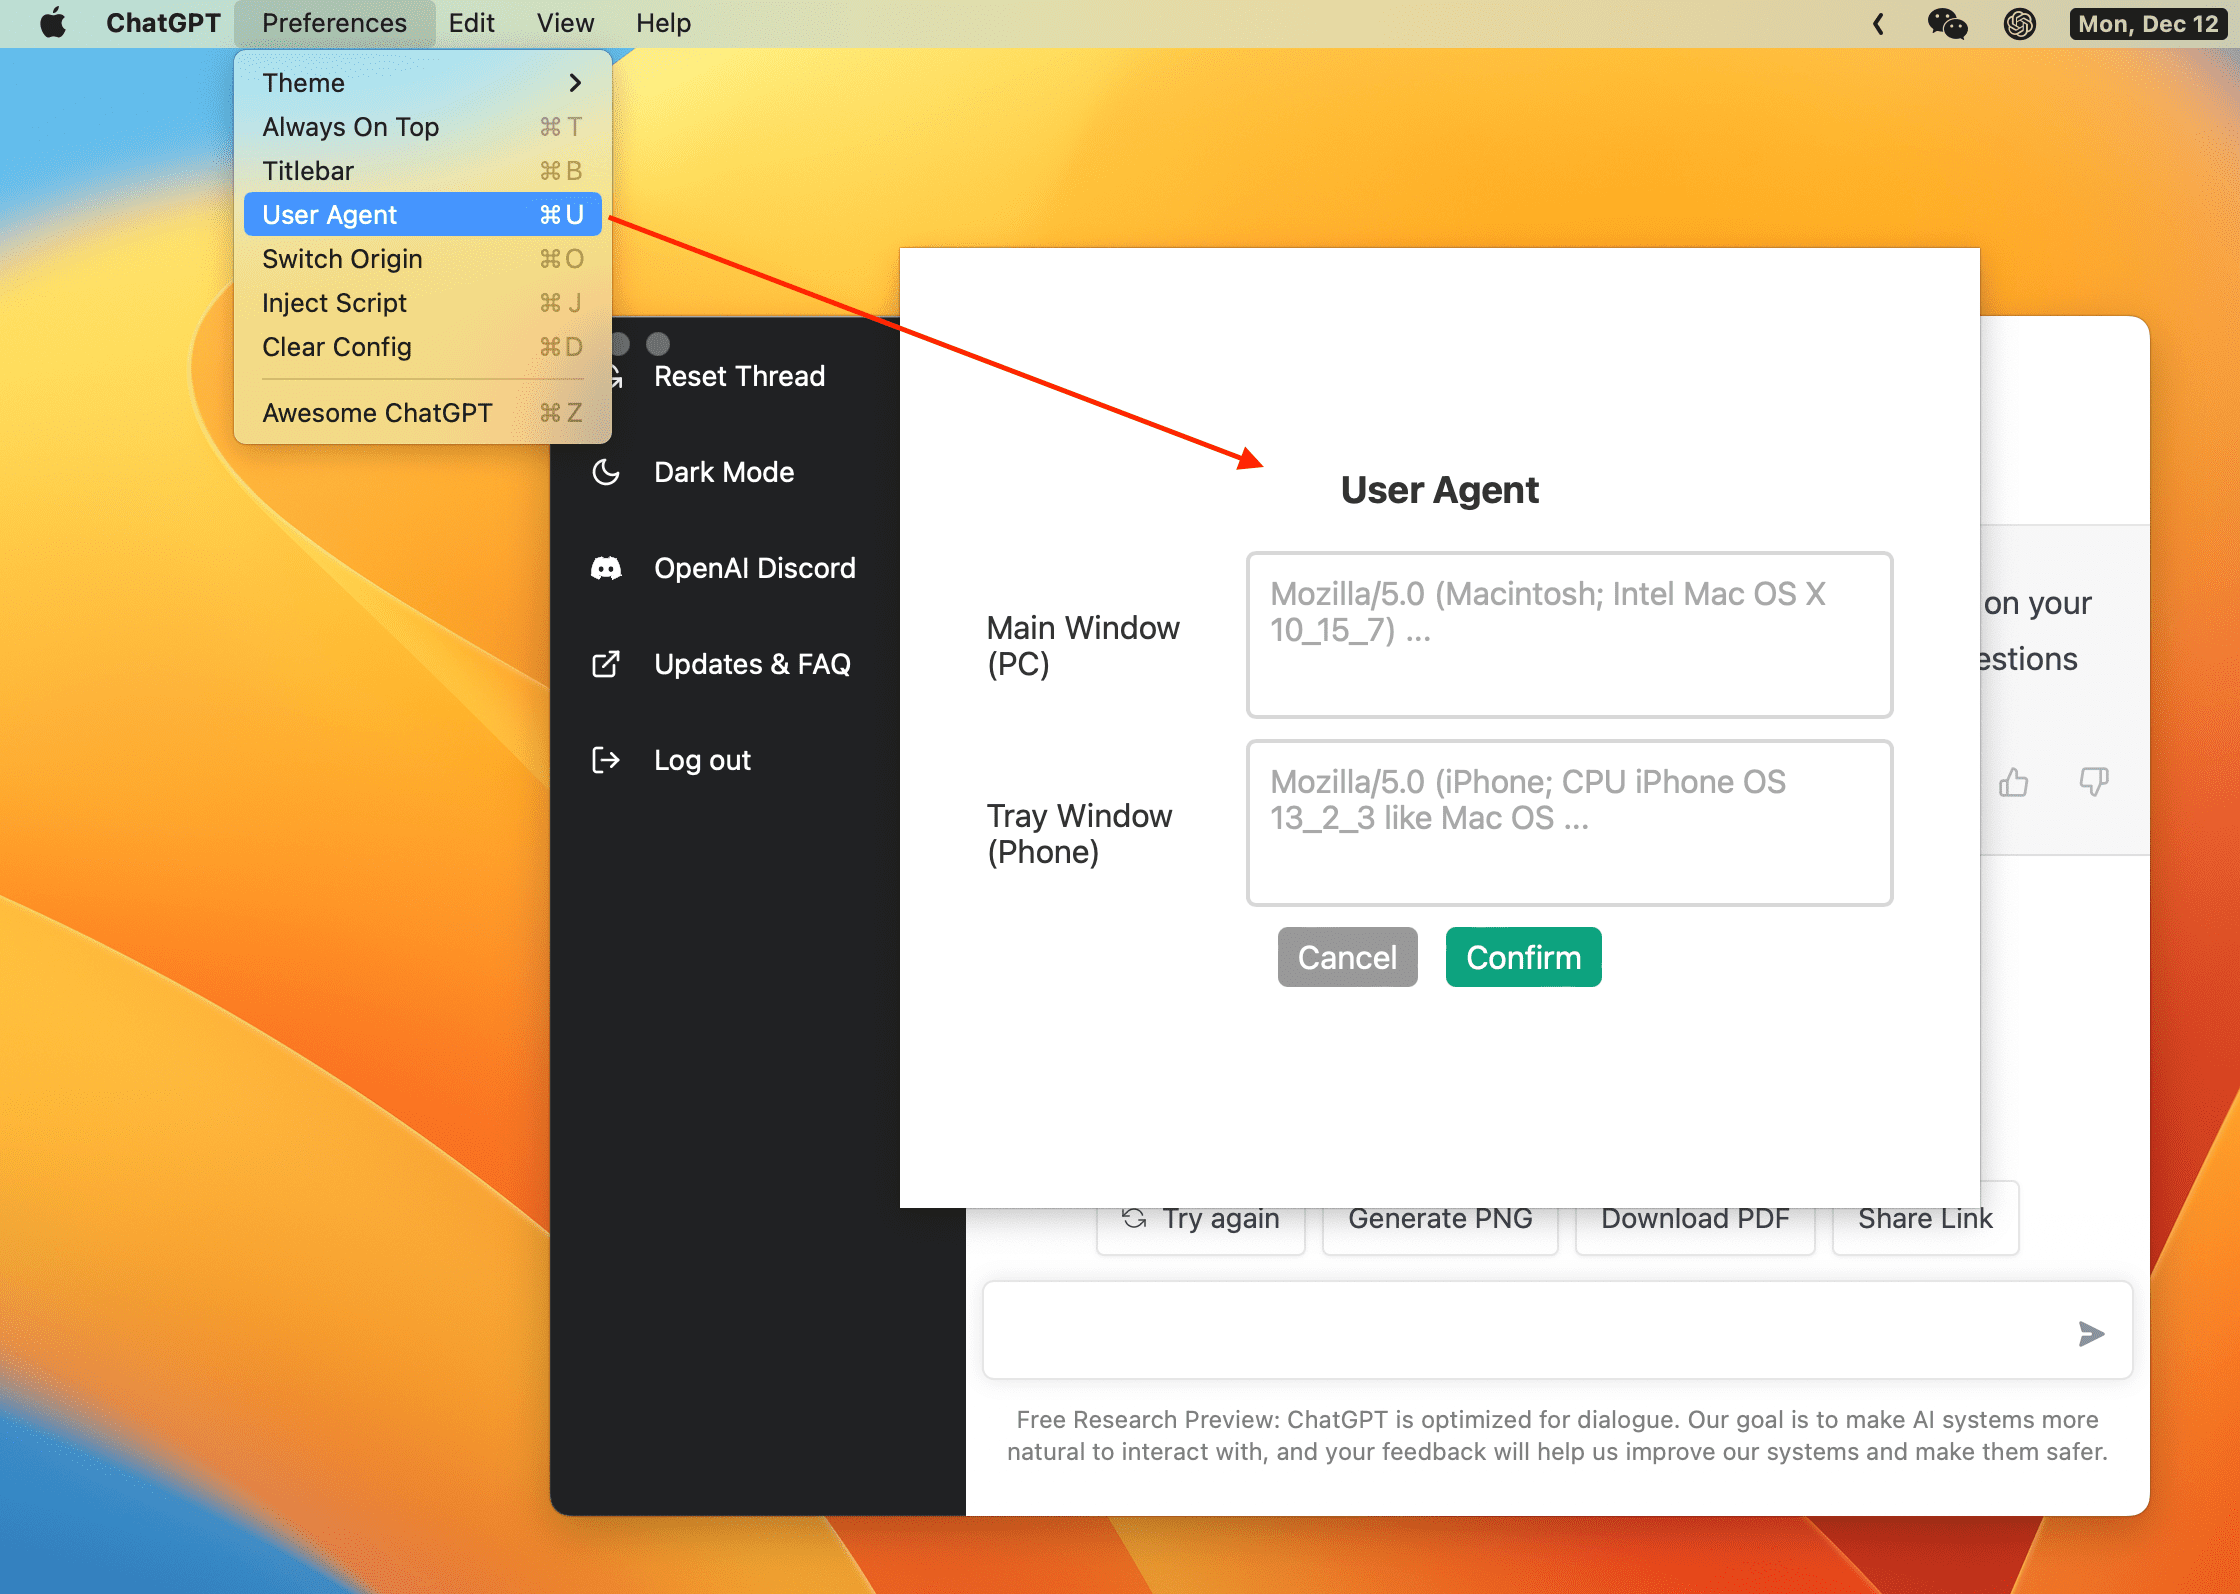 ChatGPT Preferences Edit View Help
Mon, Dec 12
Theme
Always On Top ⌘ T
Titlebar ⌘ B
User Agent ⌘ U
Switch Origin ⌘ O
Inject Script ⌘ J
Clear Config ⌘ D
Awesome ChatGPT ⌘ Z
Reset Thread
Dark Mode
OpenAI Discord
Updates & FAQ
Log out
User Agent
Main Window
(PC)
Mozilla/5.0 (Macintosh; Intel Mac OS X
10_15_7) ...
Tray Window
(Phone)
Mozilla/5.0 (iPhone; CPU iPhone OS
13_2_3 like Mac OS ...
Cancel Confirm
on your
estions
Try again Generate PNG Download PDF Share Link
Free Research Preview: ChatGPT is optimized for dialogue. Our goal is to make AI systems more
natural to interact with, and your feedback will help us improve our systems and make them safer.